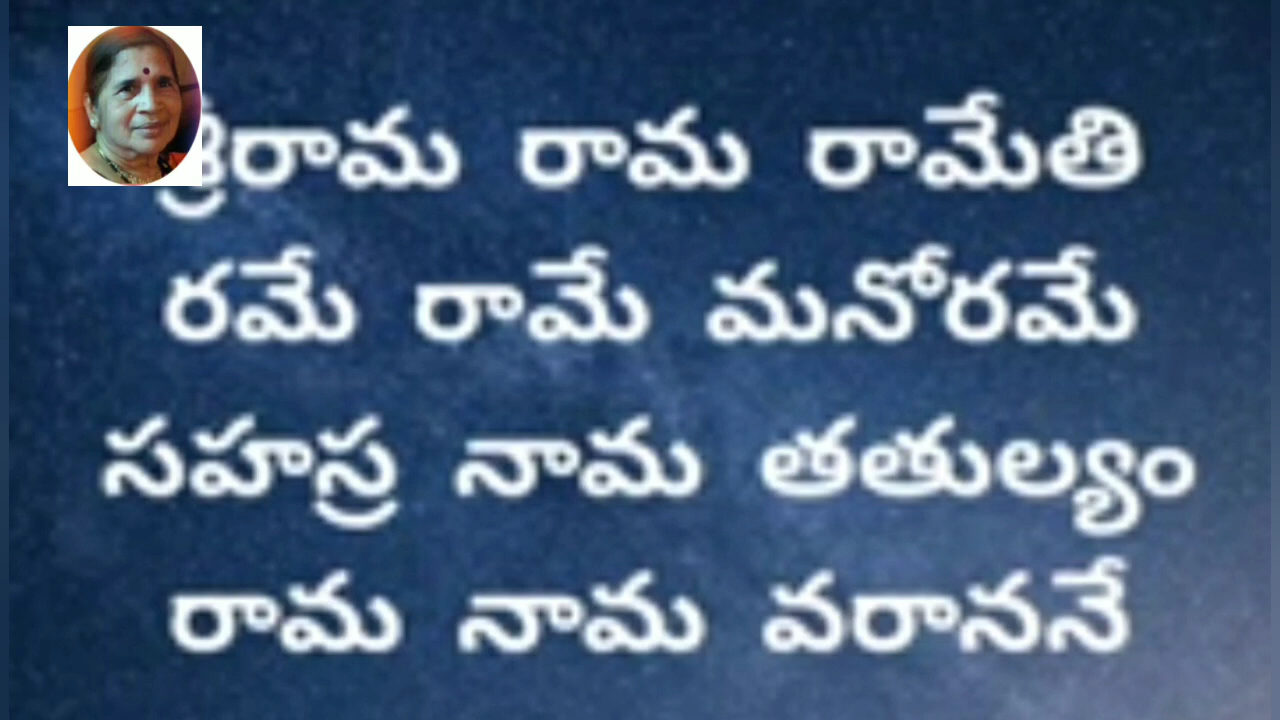 శ్రీరామ రామ రామేతి
రమే రామే మనోరమే
సహస్ర నామ తతుల్యం
రామ నామ వరాననే